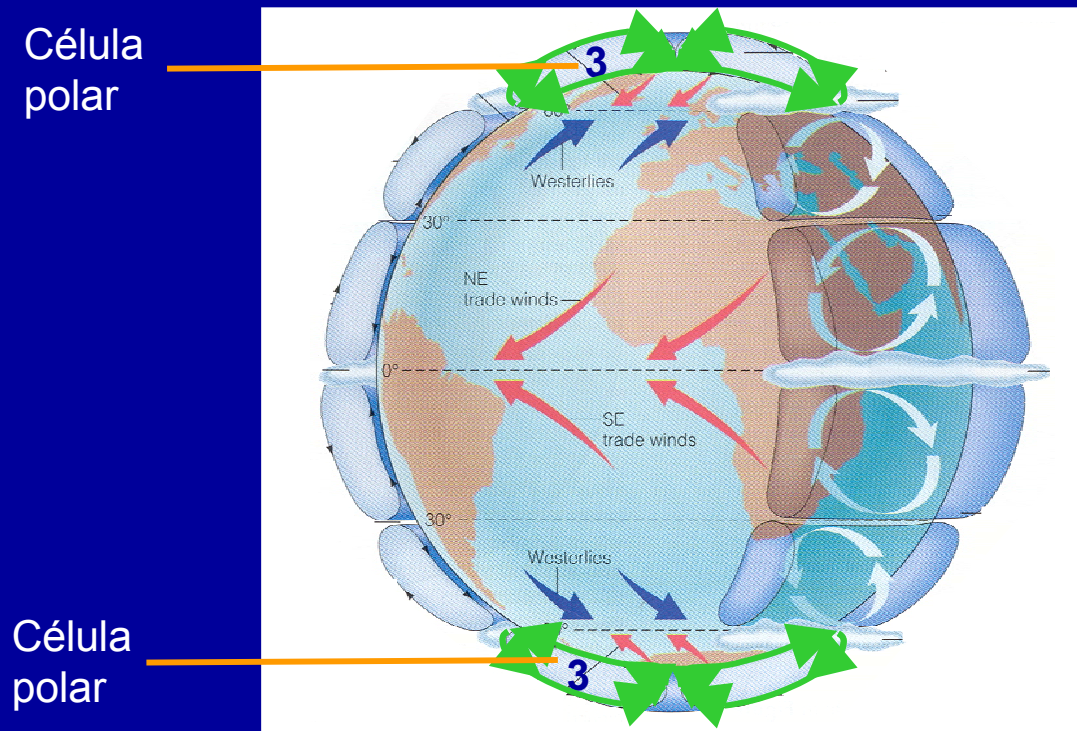 Célula
polar
3
Westerlies
30°
NE
trade winds
0°
SE
trade winds
30°
Westerlies
Célula
polar
3